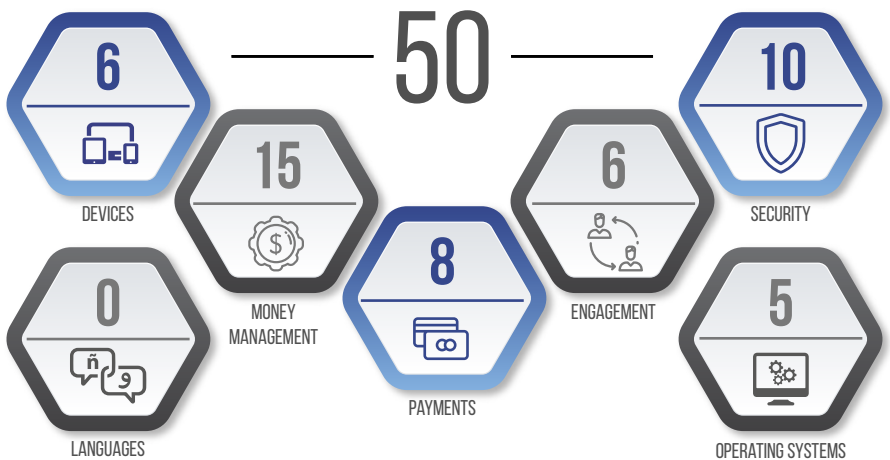 50
6
DEVICES
15
MONEY
MANAGEMENT
8
PAYMENTS
6
ENGAGEMENT
10
SECURITY
0
ñ
و
$
LANGUAGES
5
OPERATING SYSTEMS